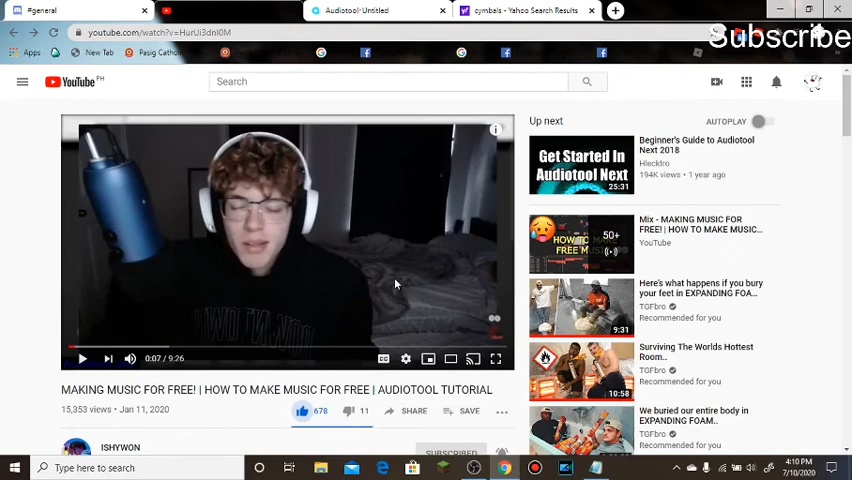 #general
Audiotool·Untitled
cymbals - Yahoo Search Results
youtube.com/watch?v=HurUi3dnI0M
Subscribe
Apps
New Tab
Pasig Catholic
YouTube PH
Search
Up next
AUTOPLAY
Get Started In
Audiotool Next
25:31
Beginner's Guide to Audiotool
Next 2018
Hlecktro
194K views • 1 year ago
50+
Mix - MAKING MUSIC FOR
FREE! | HOW TO MAKE MUSIC...
YouTube
9:31
Here's what happens if you bury
your feet in EXPANDING FOA...
TGFbro
Recommended for you
10:58
Surviving The Worlds Hottest
Room..
TGFbro
Recommended for you
We buried our entire body in
EXPANDING FOAM..
TGFbro
Recommended for you
0:07 / 9:26
MAKING MUSIC FOR FREE! | HOW TO MAKE MUSIC FOR FREE | AUDIOTOOL TUTORIAL
15,353 views • Jan 11, 2020
678
11
SHARE
SAVE
ISHYWON
SUBSCRIBED
Type here to search
4:10 PM
7/10/2020